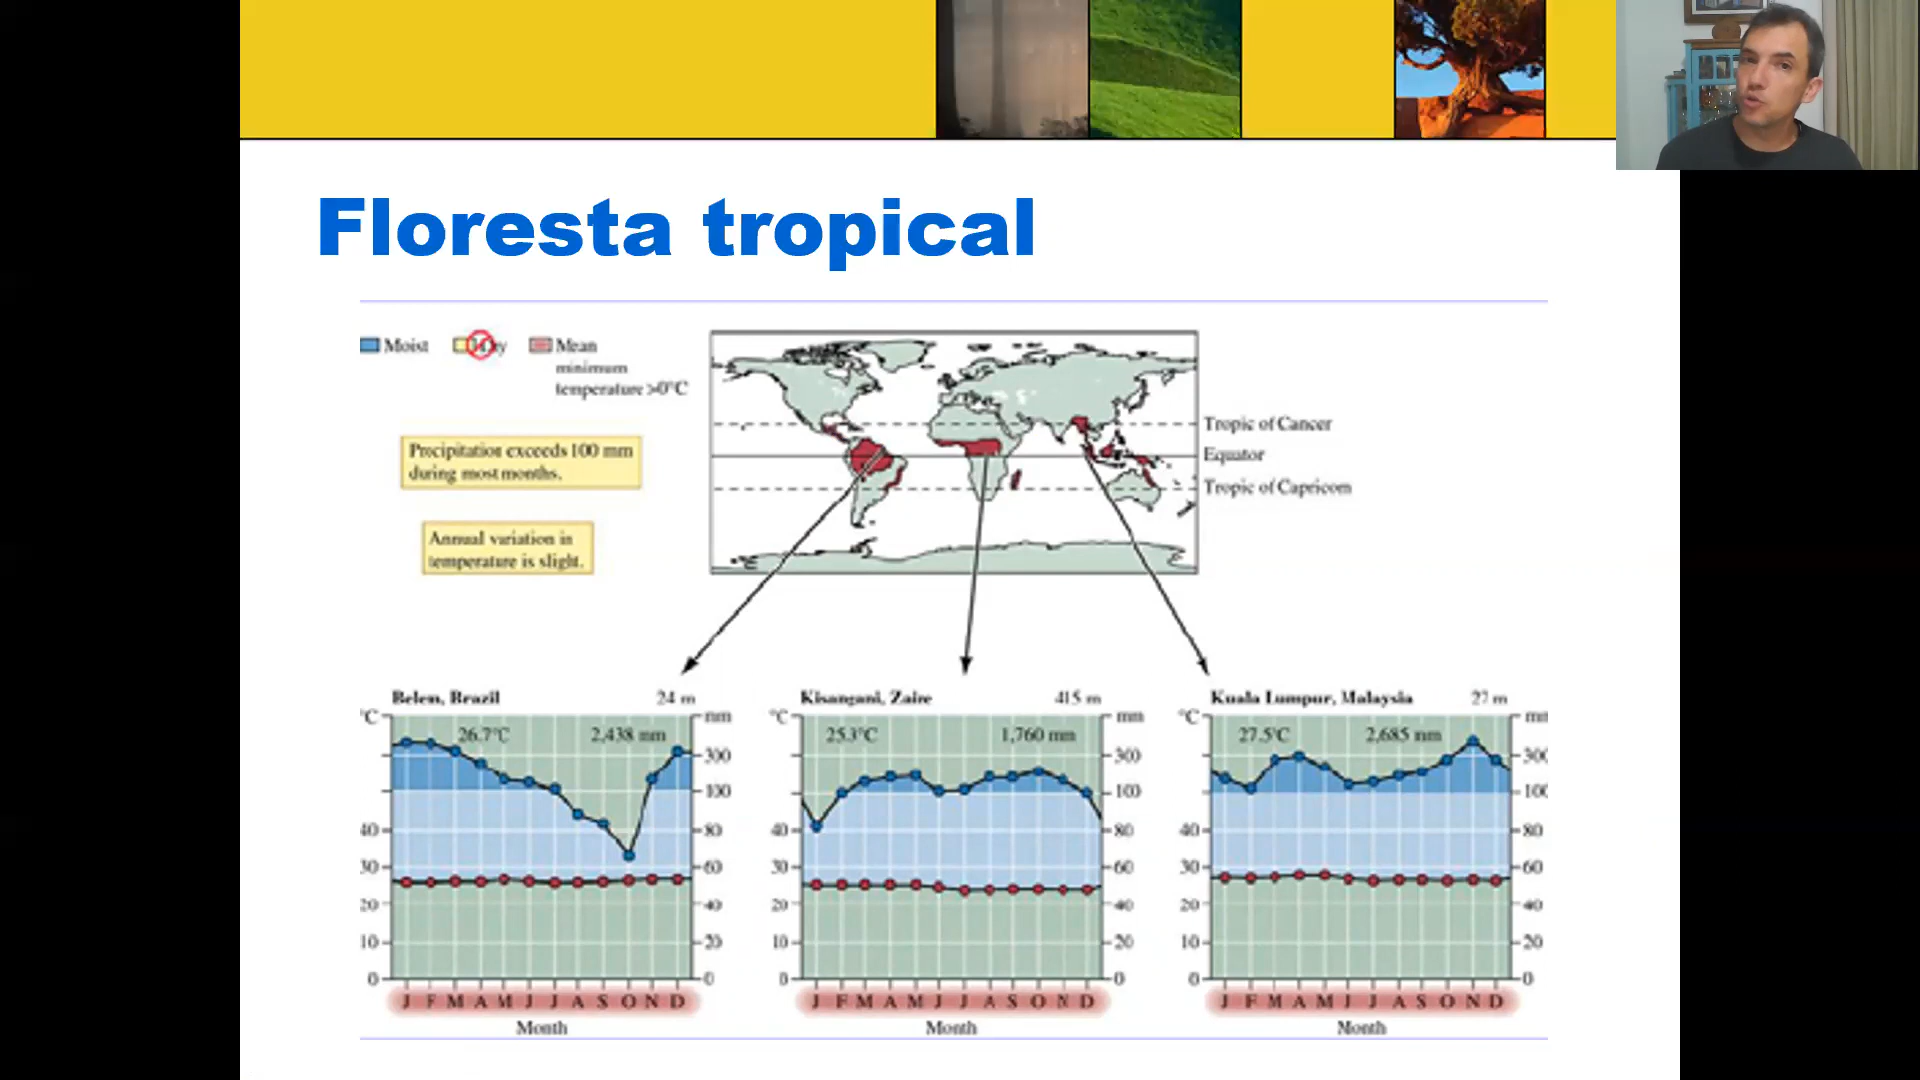 Floresta tropical
Moist
Mean
minimum
temperature >0°C
Precipitation exceeds 100 mm
during most months.
Annual variation in
temperature is slight.
Tropic of Cancer
Equator
Tropic of Capricorn
Belem, Brazil 24 m
°C mm
26.7°C 2,438 mm
300
100
40 80
30 60
20 40
10 20
0 0
J F M A M J J A S O N D
Month
Kisangani, Zaire 415 m
°C mm
25.3°C 1,760 mm
300
100
40 80
30 60
20 40
10 20
0 0
J F M A M J J A S O N D
Month
Kuala Lumpur, Malaysia 27 m
°C mm
27.5°C 2,685 mm
300
100
40 80
30 60
20 40
10 20
0 0
J F M A M J J A S O N D
Month